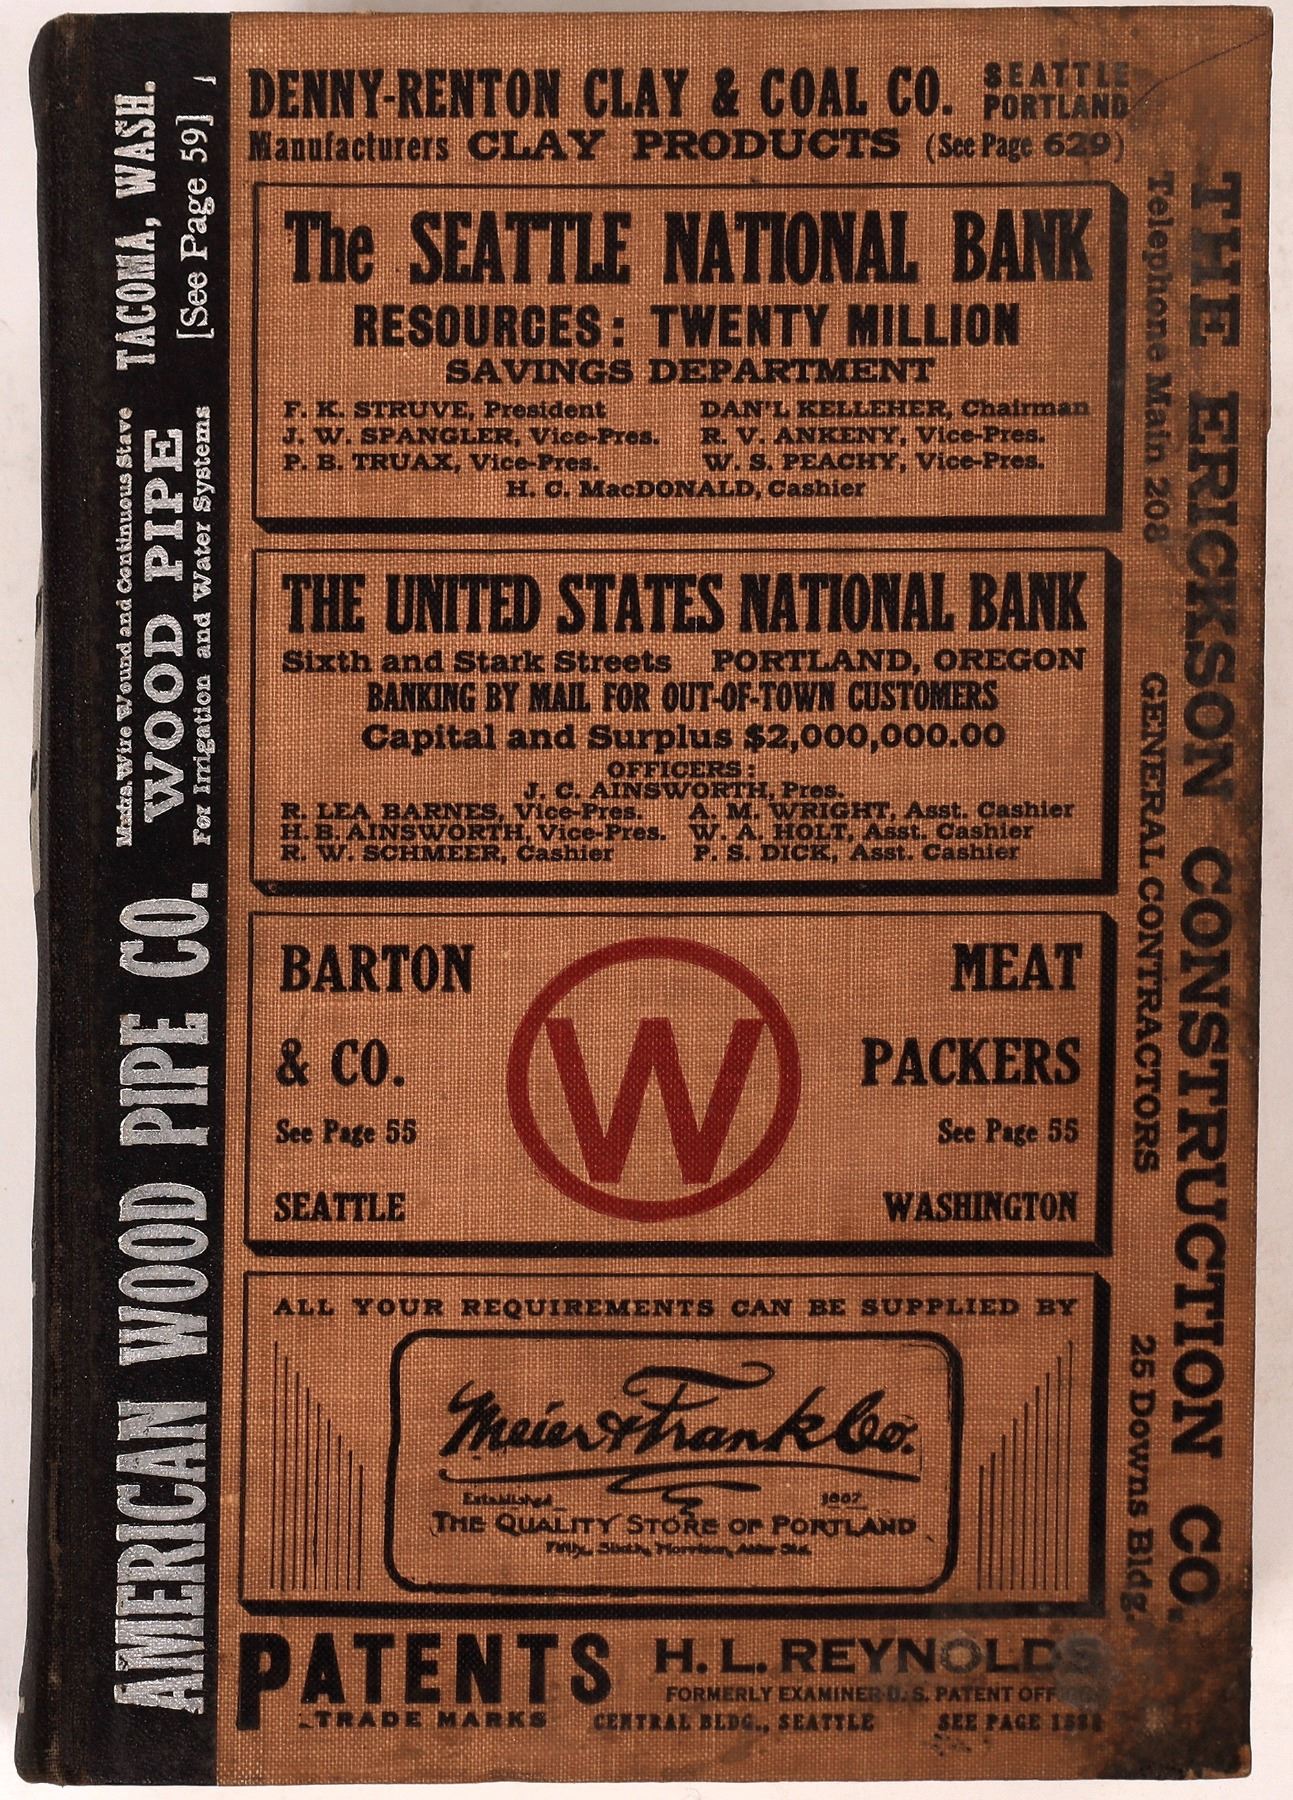 DENNY-RENTON CLAY & COAL CO. SEATTLE PORTLAND
Manufacturers CLAY PRODUCTS (See Page 629)
The SEATTLE NATIONAL BANK
RESOURCES: TWENTY MILLION
SAVINGS DEPARTMENT
F. K. STRUVE, President DAN'L KELLEHER, Chairman
J. W. SPANGLER, Vice-Pres. R. V. ANKENY, Vice-Pres.
P. B. TRUAX, Vice-Pres. W. S. PEACHY, Vice-Pres.
H. C. MacDONALD, Cashier
THE UNITED STATES NATIONAL BANK
Sixth and Stark Streets PORTLAND, OREGON
BANKING BY MAIL FOR OUT-OF-TOWN CUSTOMERS
Capital and Surplus $2,000,000.00
OFFICERS:
J. C. AINSWORTH, Pres.
R. LEA BARNES, Vice-Pres. A. M. WRIGHT, Asst. Cashier
H. B. AINSWORTH, Vice-Pres. W. A. HOLT, Asst. Cashier
R. W. SCHMEER, Cashier P. S. DICK, Asst. Cashier
BARTON MEAT
& CO. PACKERS
W
See Page 55 See Page 55
SEATTLE WASHINGTON
ALL YOUR REQUIREMENTS CAN BE SUPPLIED BY
Meier & Frank Co.
Established 1857
THE QUALITY STORE OF PORTLAND
Fifth, Sixth, Morrison, Alder Sts.
PATENTS H. L. REYNOLDS
FORMERLY EXAMINER U. S. PATENT
TRADE MARKS CENTRAL BLDG., SEATTLE SEE PAGE
AMERICAN WOOD PIPE CO.
Mnfrs. Wire Wound and Continuous Stave
WOOD PIPE
For Irrigation and Water Systems
TACOMA, WASH.
[See Page 59]
THE ERICKSON CONSTRUCTION CO.
Telephone Main 208 GENERAL CONTRACTORS 25 Downs Bldg.